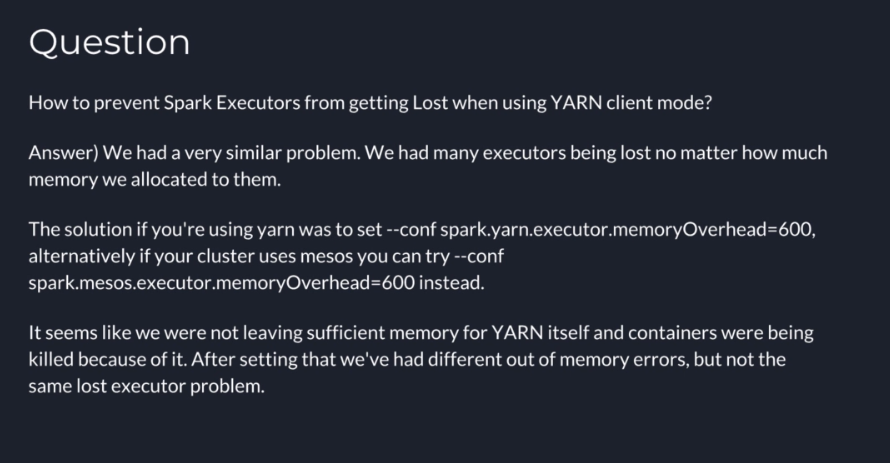 Question
How to prevent Spark Executors from getting Lost when using YARN client mode?
Answer) We had a very similar problem. We had many executors being lost no matter how much
memory we allocated to them.
The solution if you're using yarn was to set --conf spark.yarn.executor.memoryOverhead=600,
alternatively if your cluster uses mesos you can try --conf
spark.mesos.executor.memoryOverhead=600 instead.
It seems like we were not leaving sufficient memory for YARN itself and containers were being
killed because of it. After setting that we've had different out of memory errors, but not the
same lost executor problem.